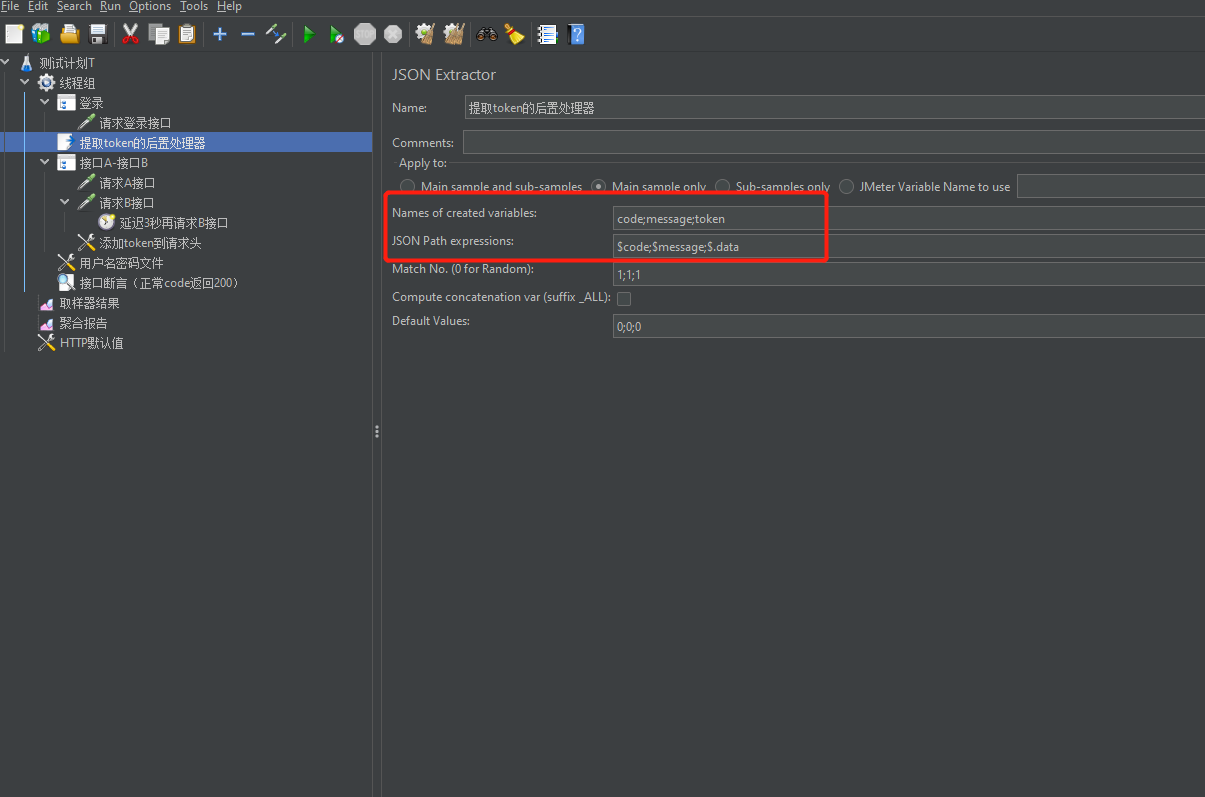 File Edit Search Run Options Tools Help
测试计划T
线程组
登录
请求登录接口
提取token的后置处理器
接口A-接口B
请求A接口
请求B接口
延迟3秒再请求B接口
添加token到请求头
用户名密码文件
接口断言（正常code返回200）
取样器结果
聚合报告
HTTP默认值
JSON Extractor
Name: 提取token的后置处理器
Comments:
Apply to:
Main sample and sub-samples Main sample only Sub-samples only JMeter Variable Name to use
Names of created variables: code;message;token
JSON Path expressions: $code;$message;$.data
Match No. (0 for Random): 1;1;1
Compute concatenation var (suffix _ALL):
Default Values: 0;0;0